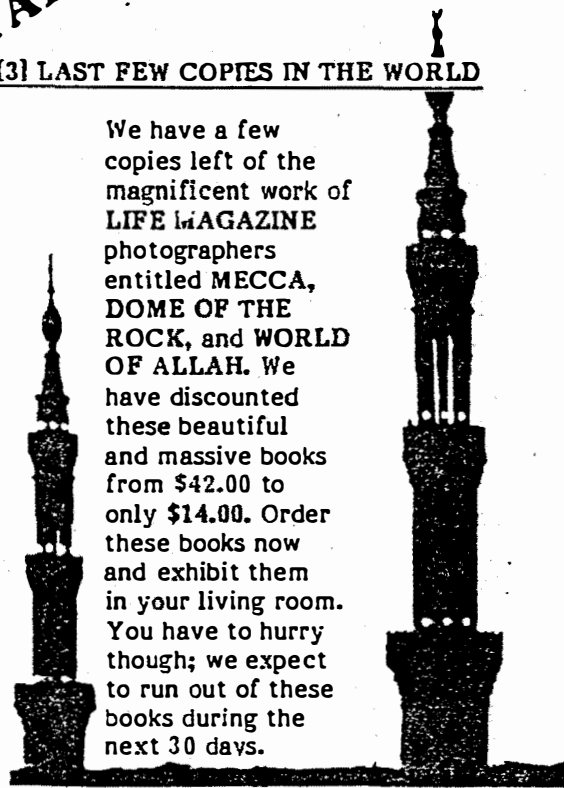 [3] LAST FEW COPIES IN THE WORLD
We have a few
copies left of the
magnificent work of
LIFE MAGAZINE
photographers
entitled MECCA,
DOME OF THE
ROCK, and WORLD
OF ALLAH. We
have discounted
these beautiful
and massive books
from $42.00 to
only $14.00. Order
these books now
and exhibit them
in your living room.
You have to hurry
though; we expect
to run out of these
books during the
next 30 days.